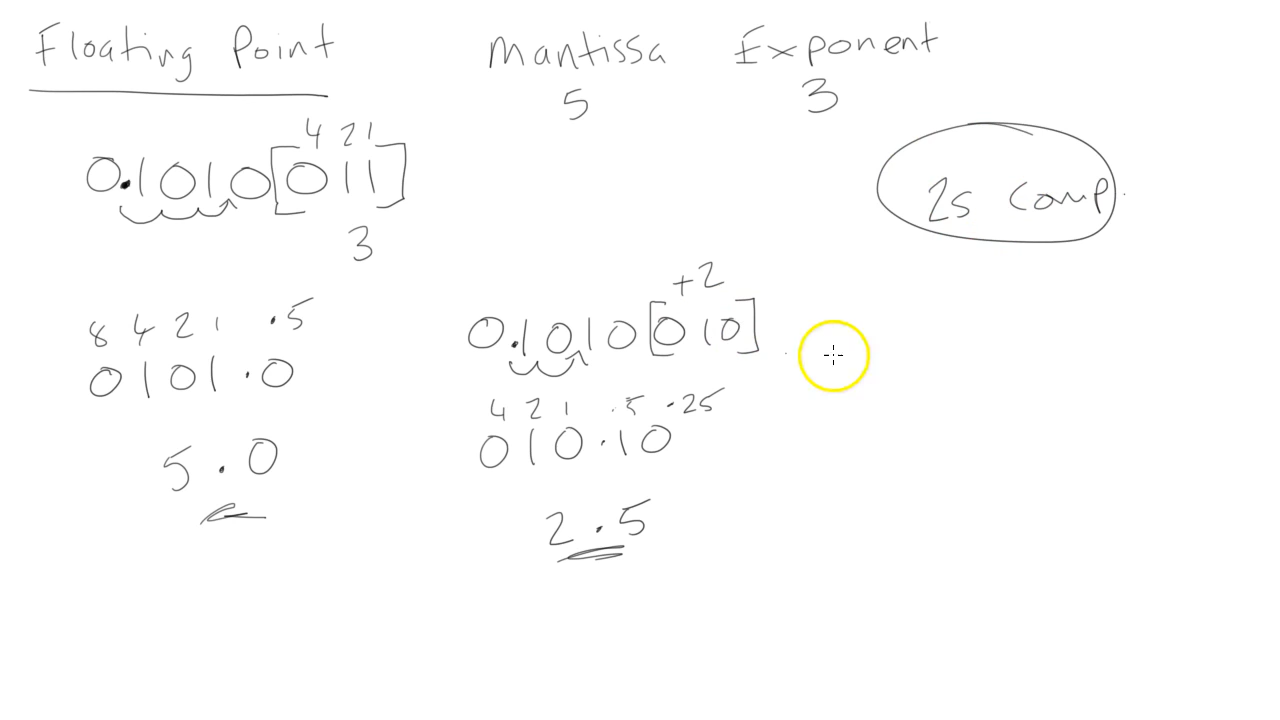 Floating Point
Mantissa Exponent
5 3
4 2 1
0.1010[011]
3
2s Comp.
8 4 2 1 .5
0101.0
5.0
+2
0.1010[010]
4 2 1 .5 .25
010.10
2.5